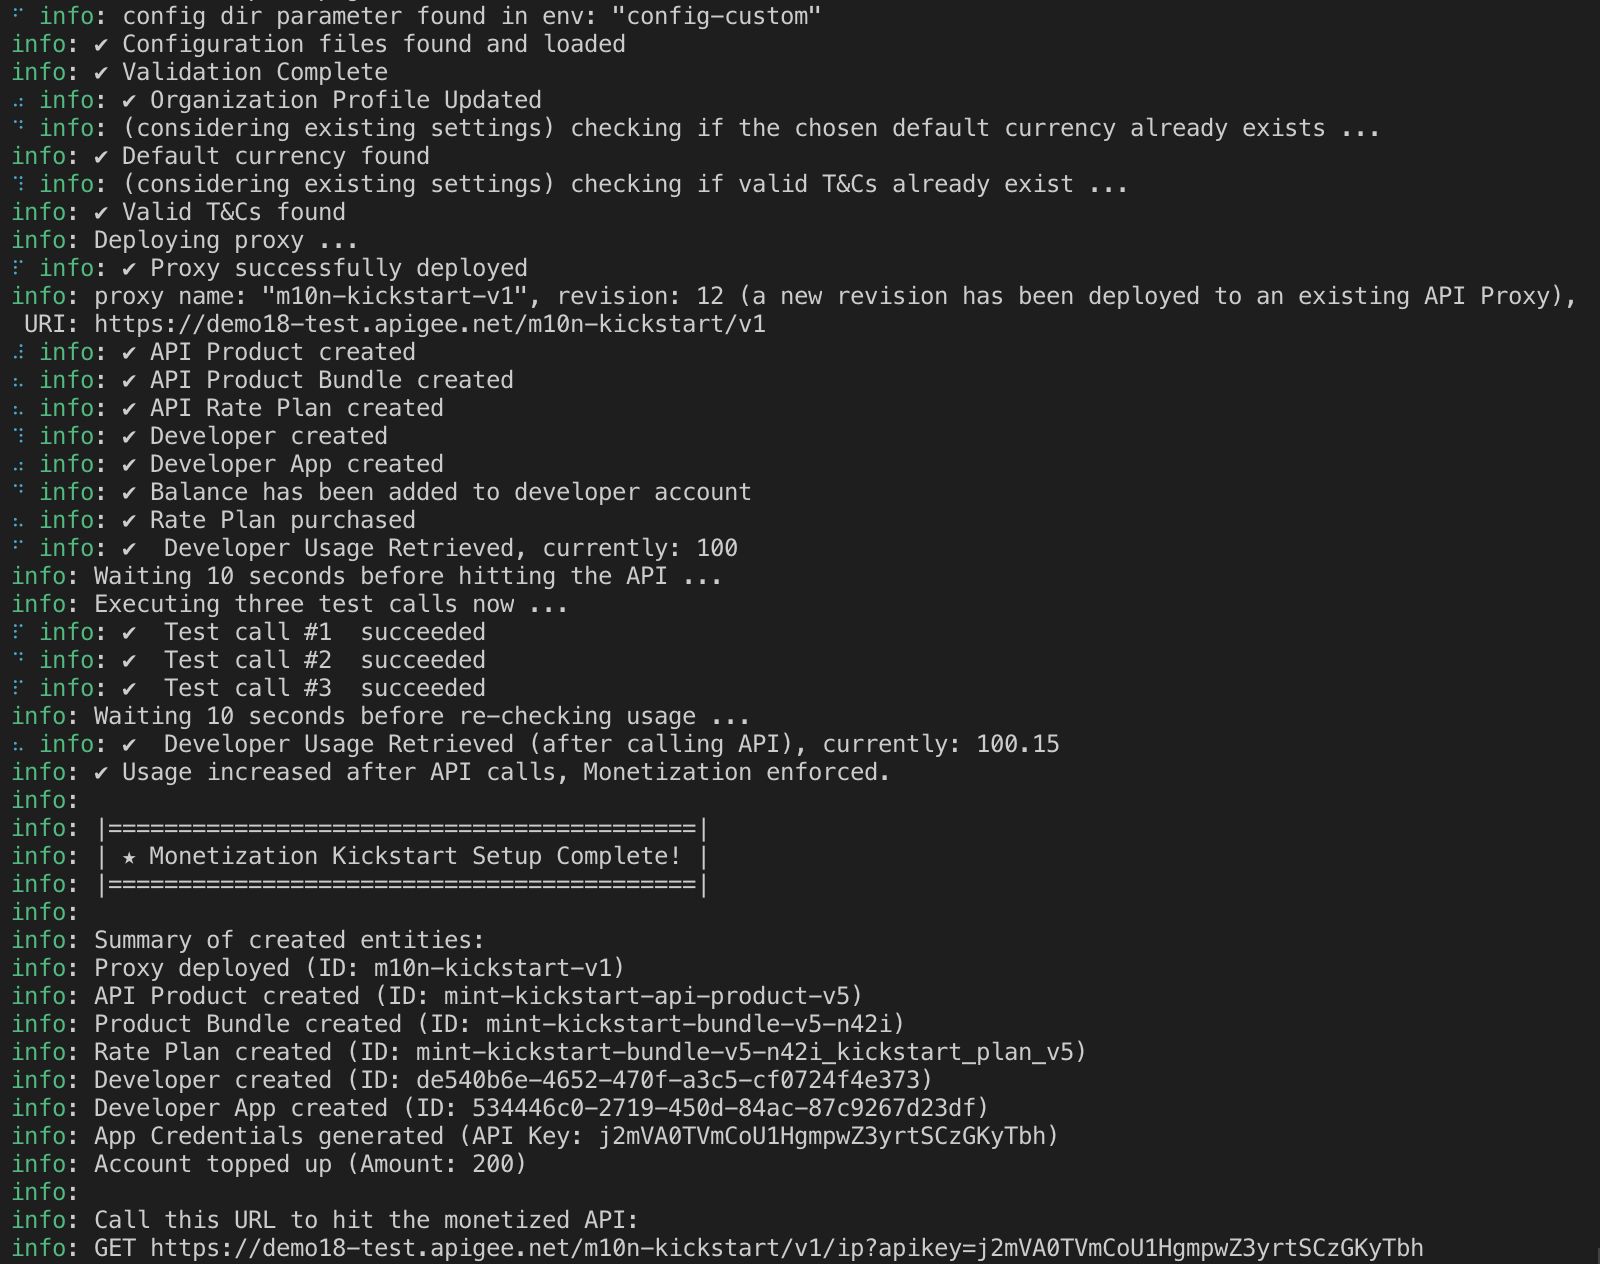 info: config dir parameter found in env: "config-custom"
info: ✔ Configuration files found and loaded
info: ✔ Validation Complete
info: ✔ Organization Profile Updated
info: (considering existing settings) checking if the chosen default currency already exists ...
info: ✔ Default currency found
info: (considering existing settings) checking if valid T&Cs already exist ...
info: ✔ Valid T&Cs found
info: Deploying proxy ...
info: ✔ Proxy successfully deployed
info: proxy name: "m10n-kickstart-v1", revision: 12 (a new revision has been deployed to an existing API Proxy),
URI: https://demo18-test.apigee.net/m10n-kickstart/v1
info: ✔ API Product created
info: ✔ API Product Bundle created
info: ✔ API Rate Plan created
info: ✔ Developer created
info: ✔ Developer App created
info: ✔ Balance has been added to developer account
info: ✔ Rate Plan purchased
info: ✔  Developer Usage Retrieved, currently: 100
info: Waiting 10 seconds before hitting the API ...
info: Executing three test calls now ...
info: ✔  Test call #1  succeeded
info: ✔  Test call #2  succeeded
info: ✔  Test call #3  succeeded
info: Waiting 10 seconds before re-checking usage ...
info: ✔  Developer Usage Retrieved (after calling API), currently: 100.15
info: ✔ Usage increased after API calls, Monetization enforced.
info:
info: |==========================================|
info: | ★ Monetization Kickstart Setup Complete! |
info: |==========================================|
info:
info: Summary of created entities:
info: Proxy deployed (ID: m10n-kickstart-v1)
info: API Product created (ID: mint-kickstart-api-product-v5)
info: Product Bundle created (ID: mint-kickstart-bundle-v5-n42i)
info: Rate Plan created (ID: mint-kickstart-bundle-v5-n42i_kickstart_plan_v5)
info: Developer created (ID: de540b6e-4652-470f-a3c5-cf0724f4e373)
info: Developer App created (ID: 534446c0-2719-450d-84ac-87c9267d23df)
info: App Credentials generated (API Key: j2mVA0TVmCoU1HgmpwZ3yrtSCzGKyTbh)
info: Account topped up (Amount: 200)
info:
info: Call this URL to hit the monetized API:
info: GET https://demo18-test.apigee.net/m10n-kickstart/v1/ip?apikey=j2mVA0TVmCoU1HgmpwZ3yrtSCzGKyTbh